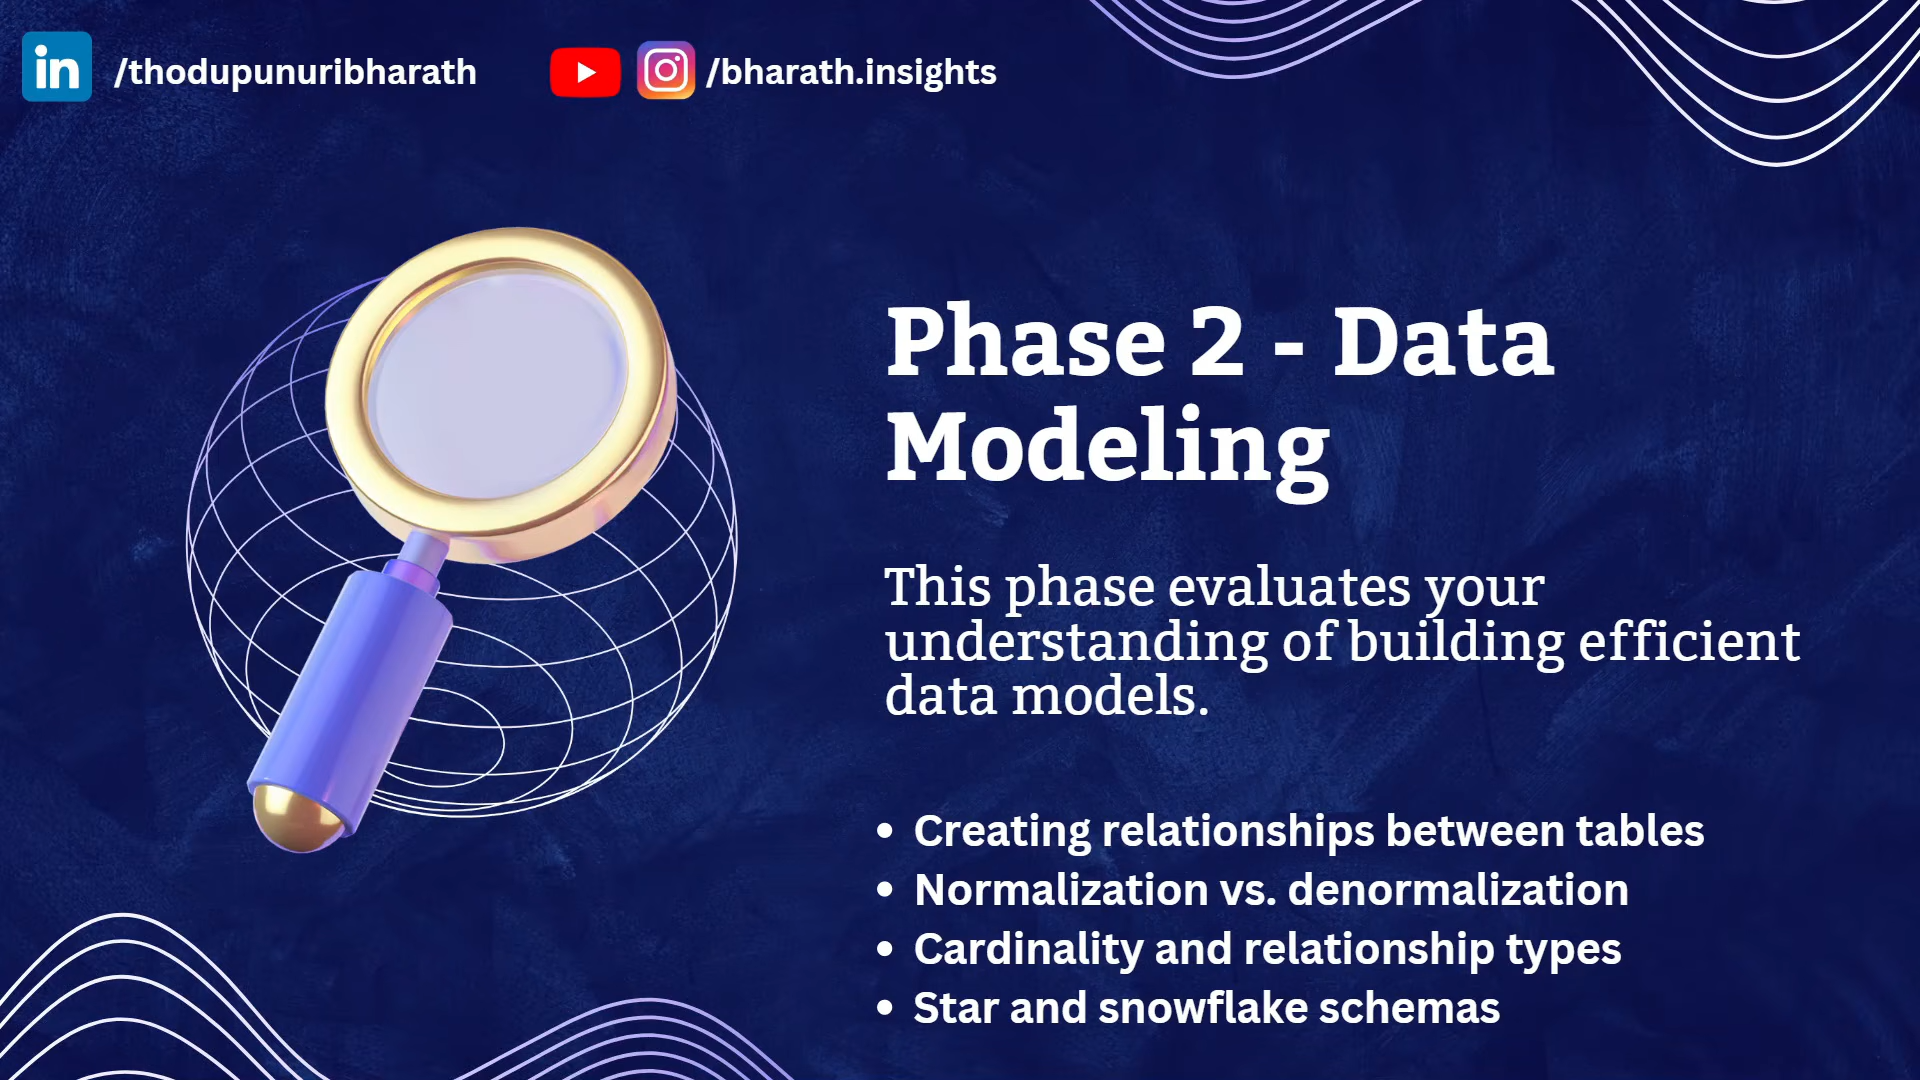 in /thodupunuribharath
/bharath.insights
Phase 2 - Data
Modeling
This phase evaluates your
understanding of building efficient
data models.
• Creating relationships between tables
• Normalization vs. denormalization
• Cardinality and relationship types
• Star and snowflake schemas